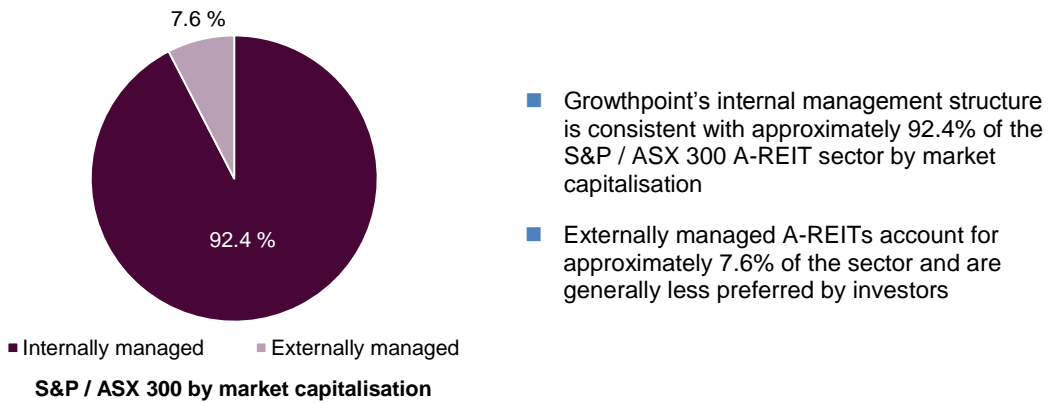 7.6 %
92.4 %
■ Internally managed ■ Externally managed
S&P / ASX 300 by market capitalisation
■ Growthpoint's internal management structure
is consistent with approximately 92.4% of the
S&P / ASX 300 A-REIT sector by market
capitalisation
■ Externally managed A-REITs account for
approximately 7.6% of the sector and are
generally less preferred by investors